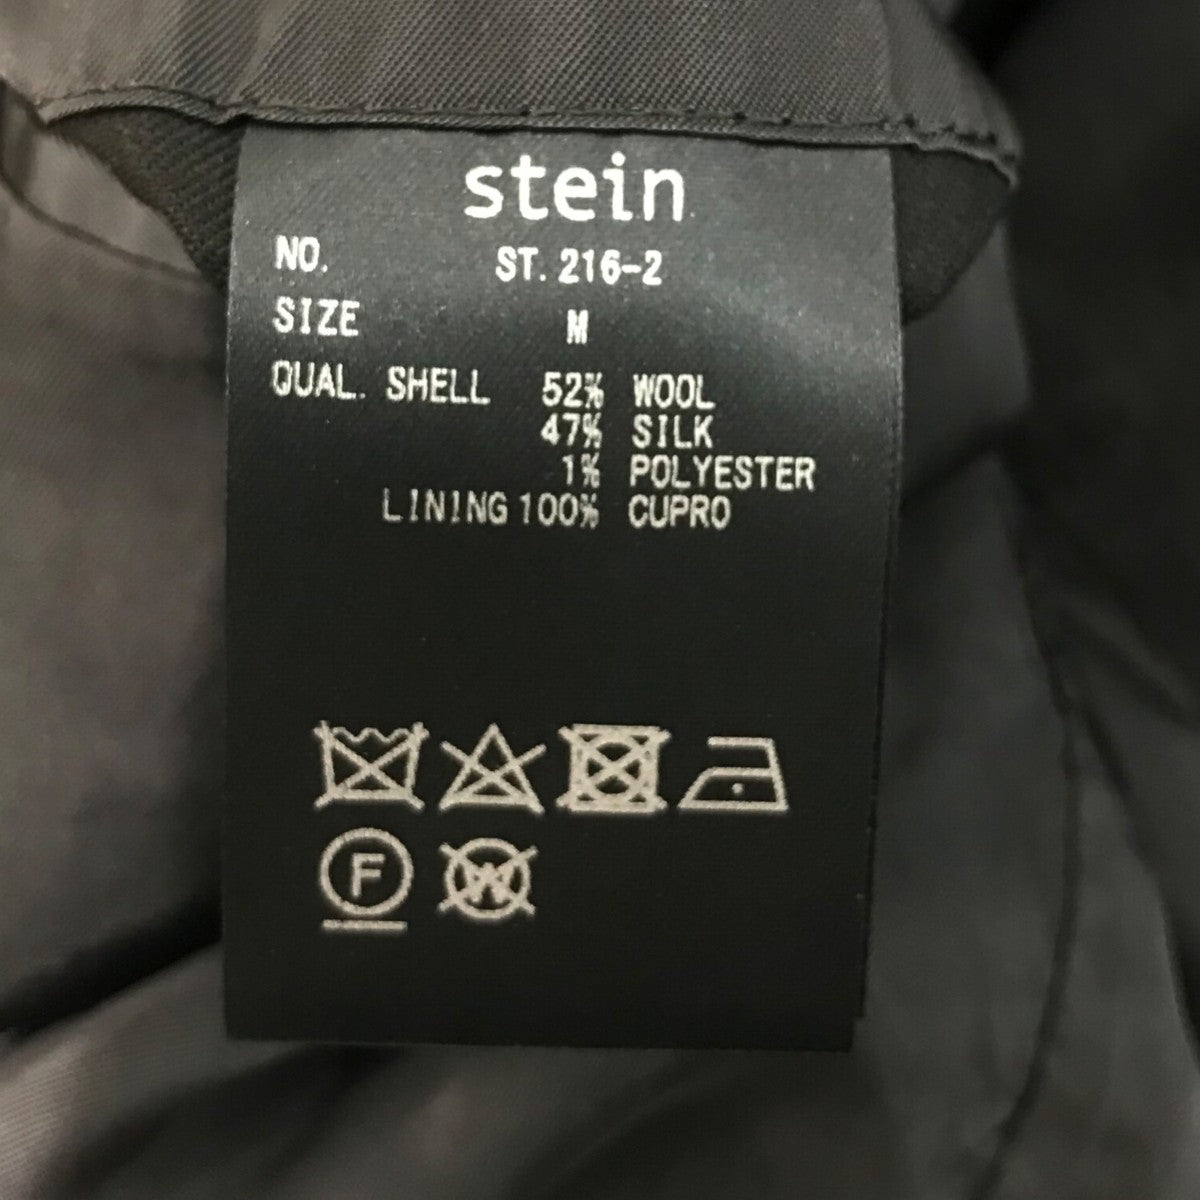 stein
NO. ST. 216-2
SIZE M
QUAL. SHELL 52% WOOL
47% SILK
1% POLYESTER
LINING 100% CUPRO
F W